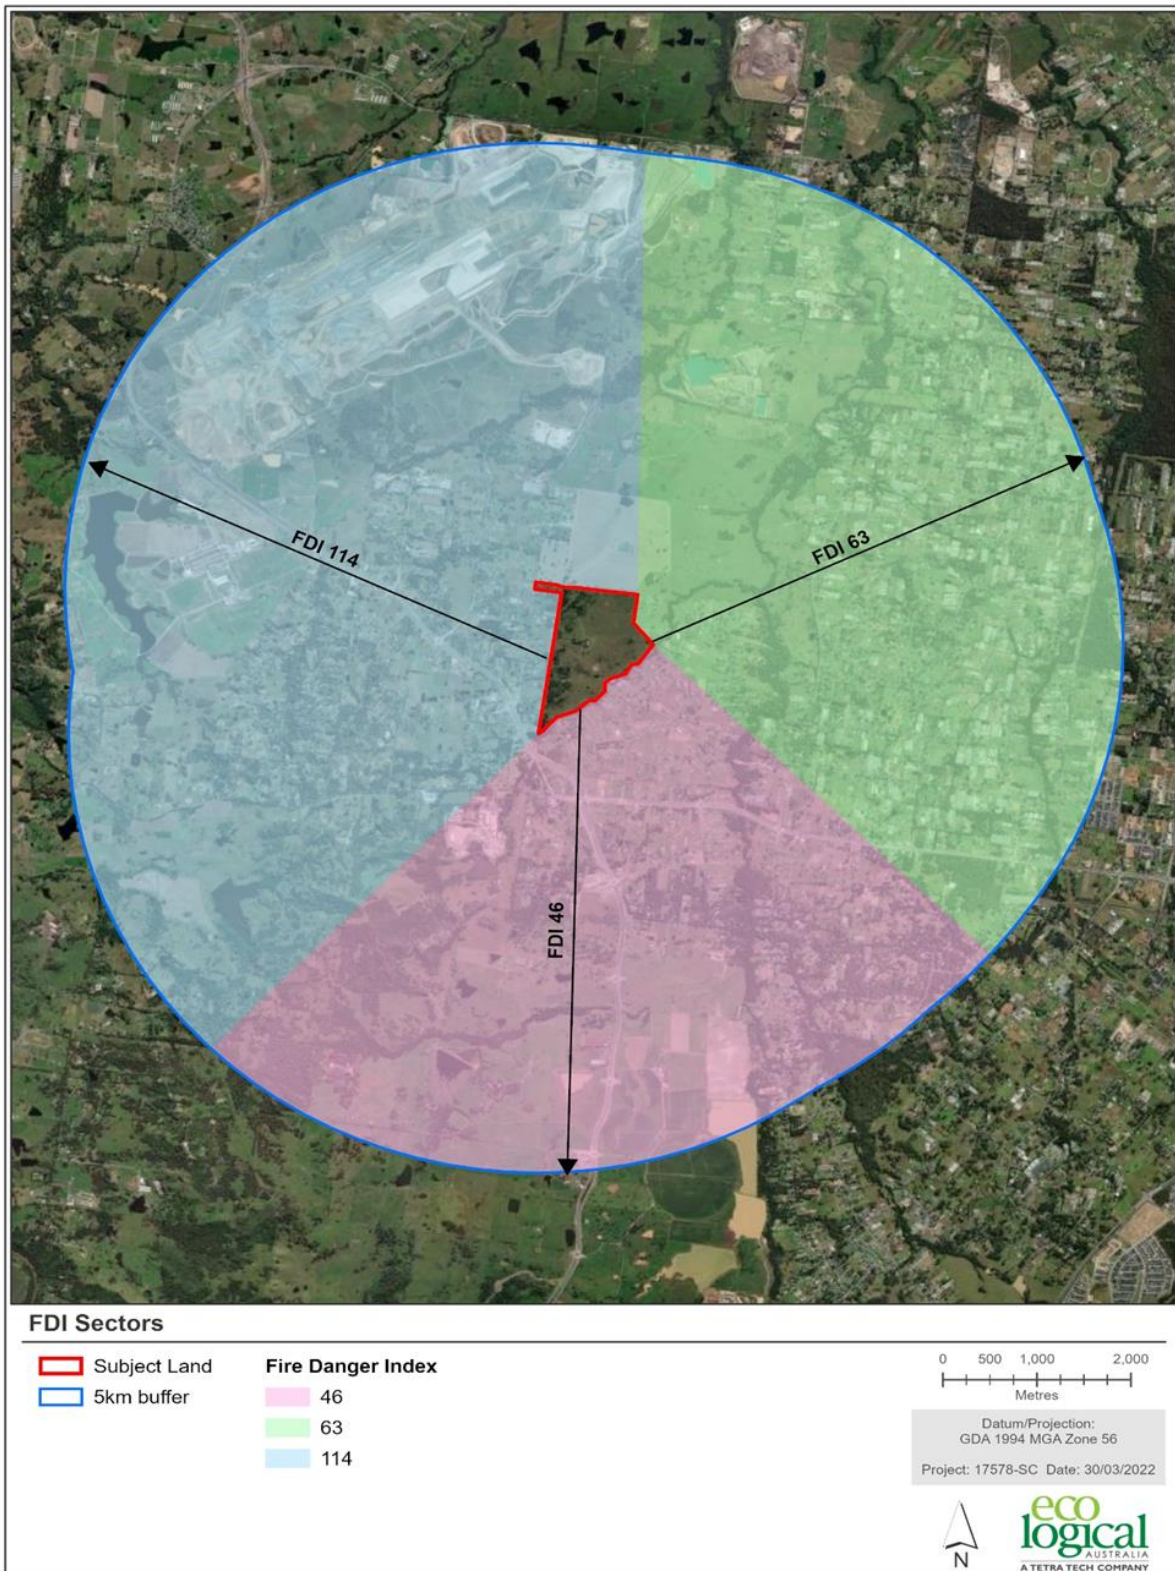 FDI 114
FDI 63
FDI 46
FDI Sectors
Subject Land
5km buffer
Fire Danger Index
46
63
114
0 500 1,000 2,000
Metres
Datum/Projection:
GDA 1994 MGA Zone 56
Project: 17578-SC Date: 30/03/2022
N
eco
logical
AUSTRALIA
A TETRA TECH COMPANY